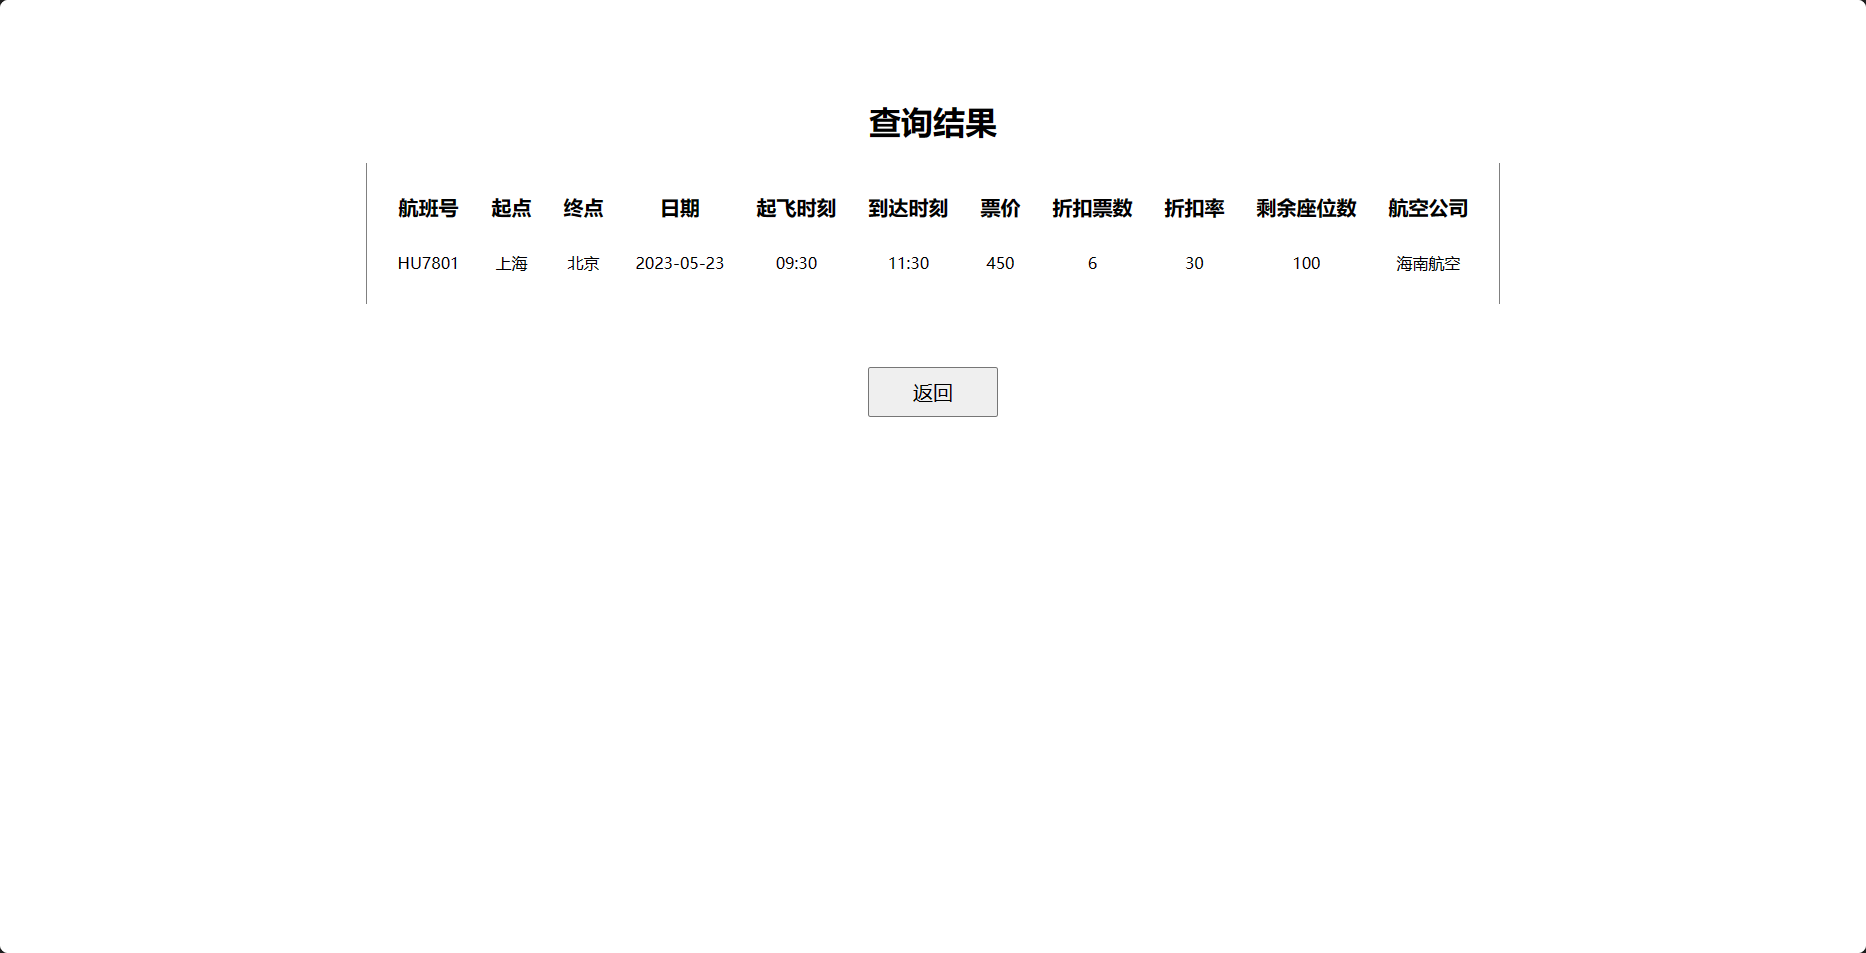 查询结果
航班号 起点 终点 日期 起飞时刻 到达时刻 票价 折扣票数 折扣率 剩余座位数 航空公司
HU7801 上海 北京 2023-05-23 09:30 11:30 450 6 30 100 海南航空
返回